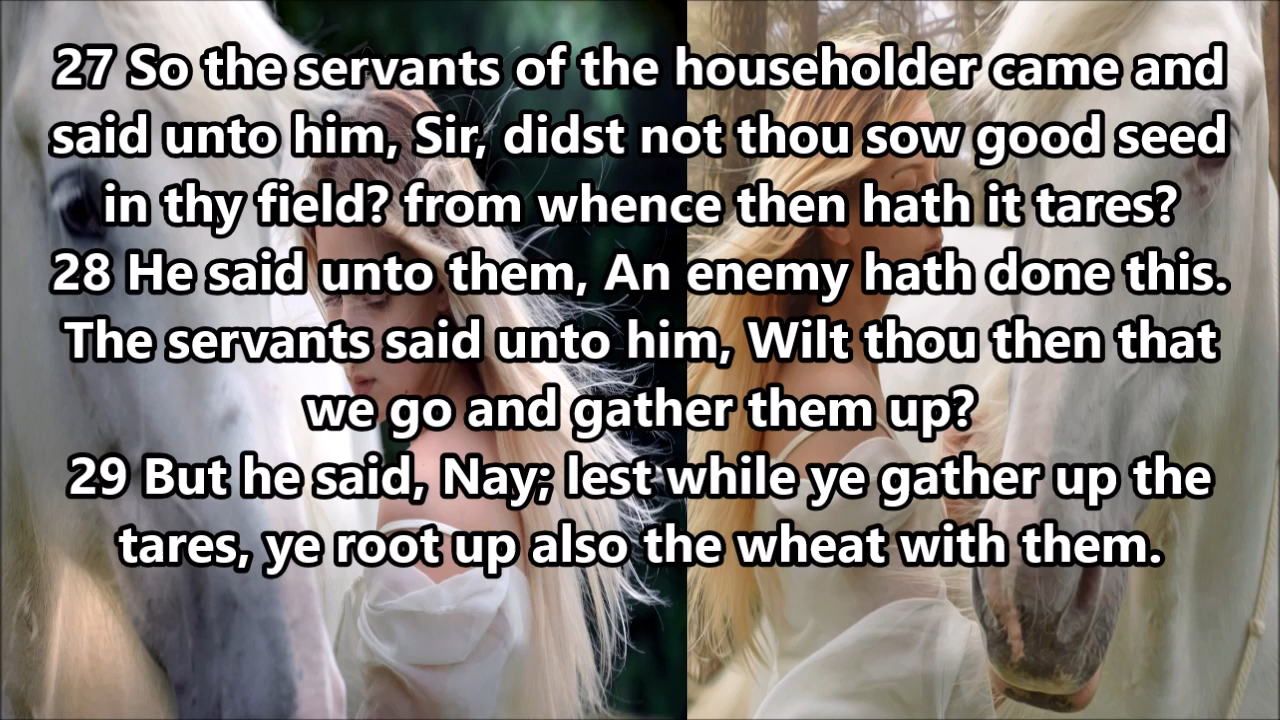 27 So the servants of the householder came and
said unto him, Sir, didst not thou sow good seed
in thy field? from whence then hath it tares?
28 He said unto them, An enemy hath done this.
The servants said unto him, Wilt thou then that
we go and gather them up?
29 But he said, Nay; lest while ye gather up the
tares, ye root up also the wheat with them.